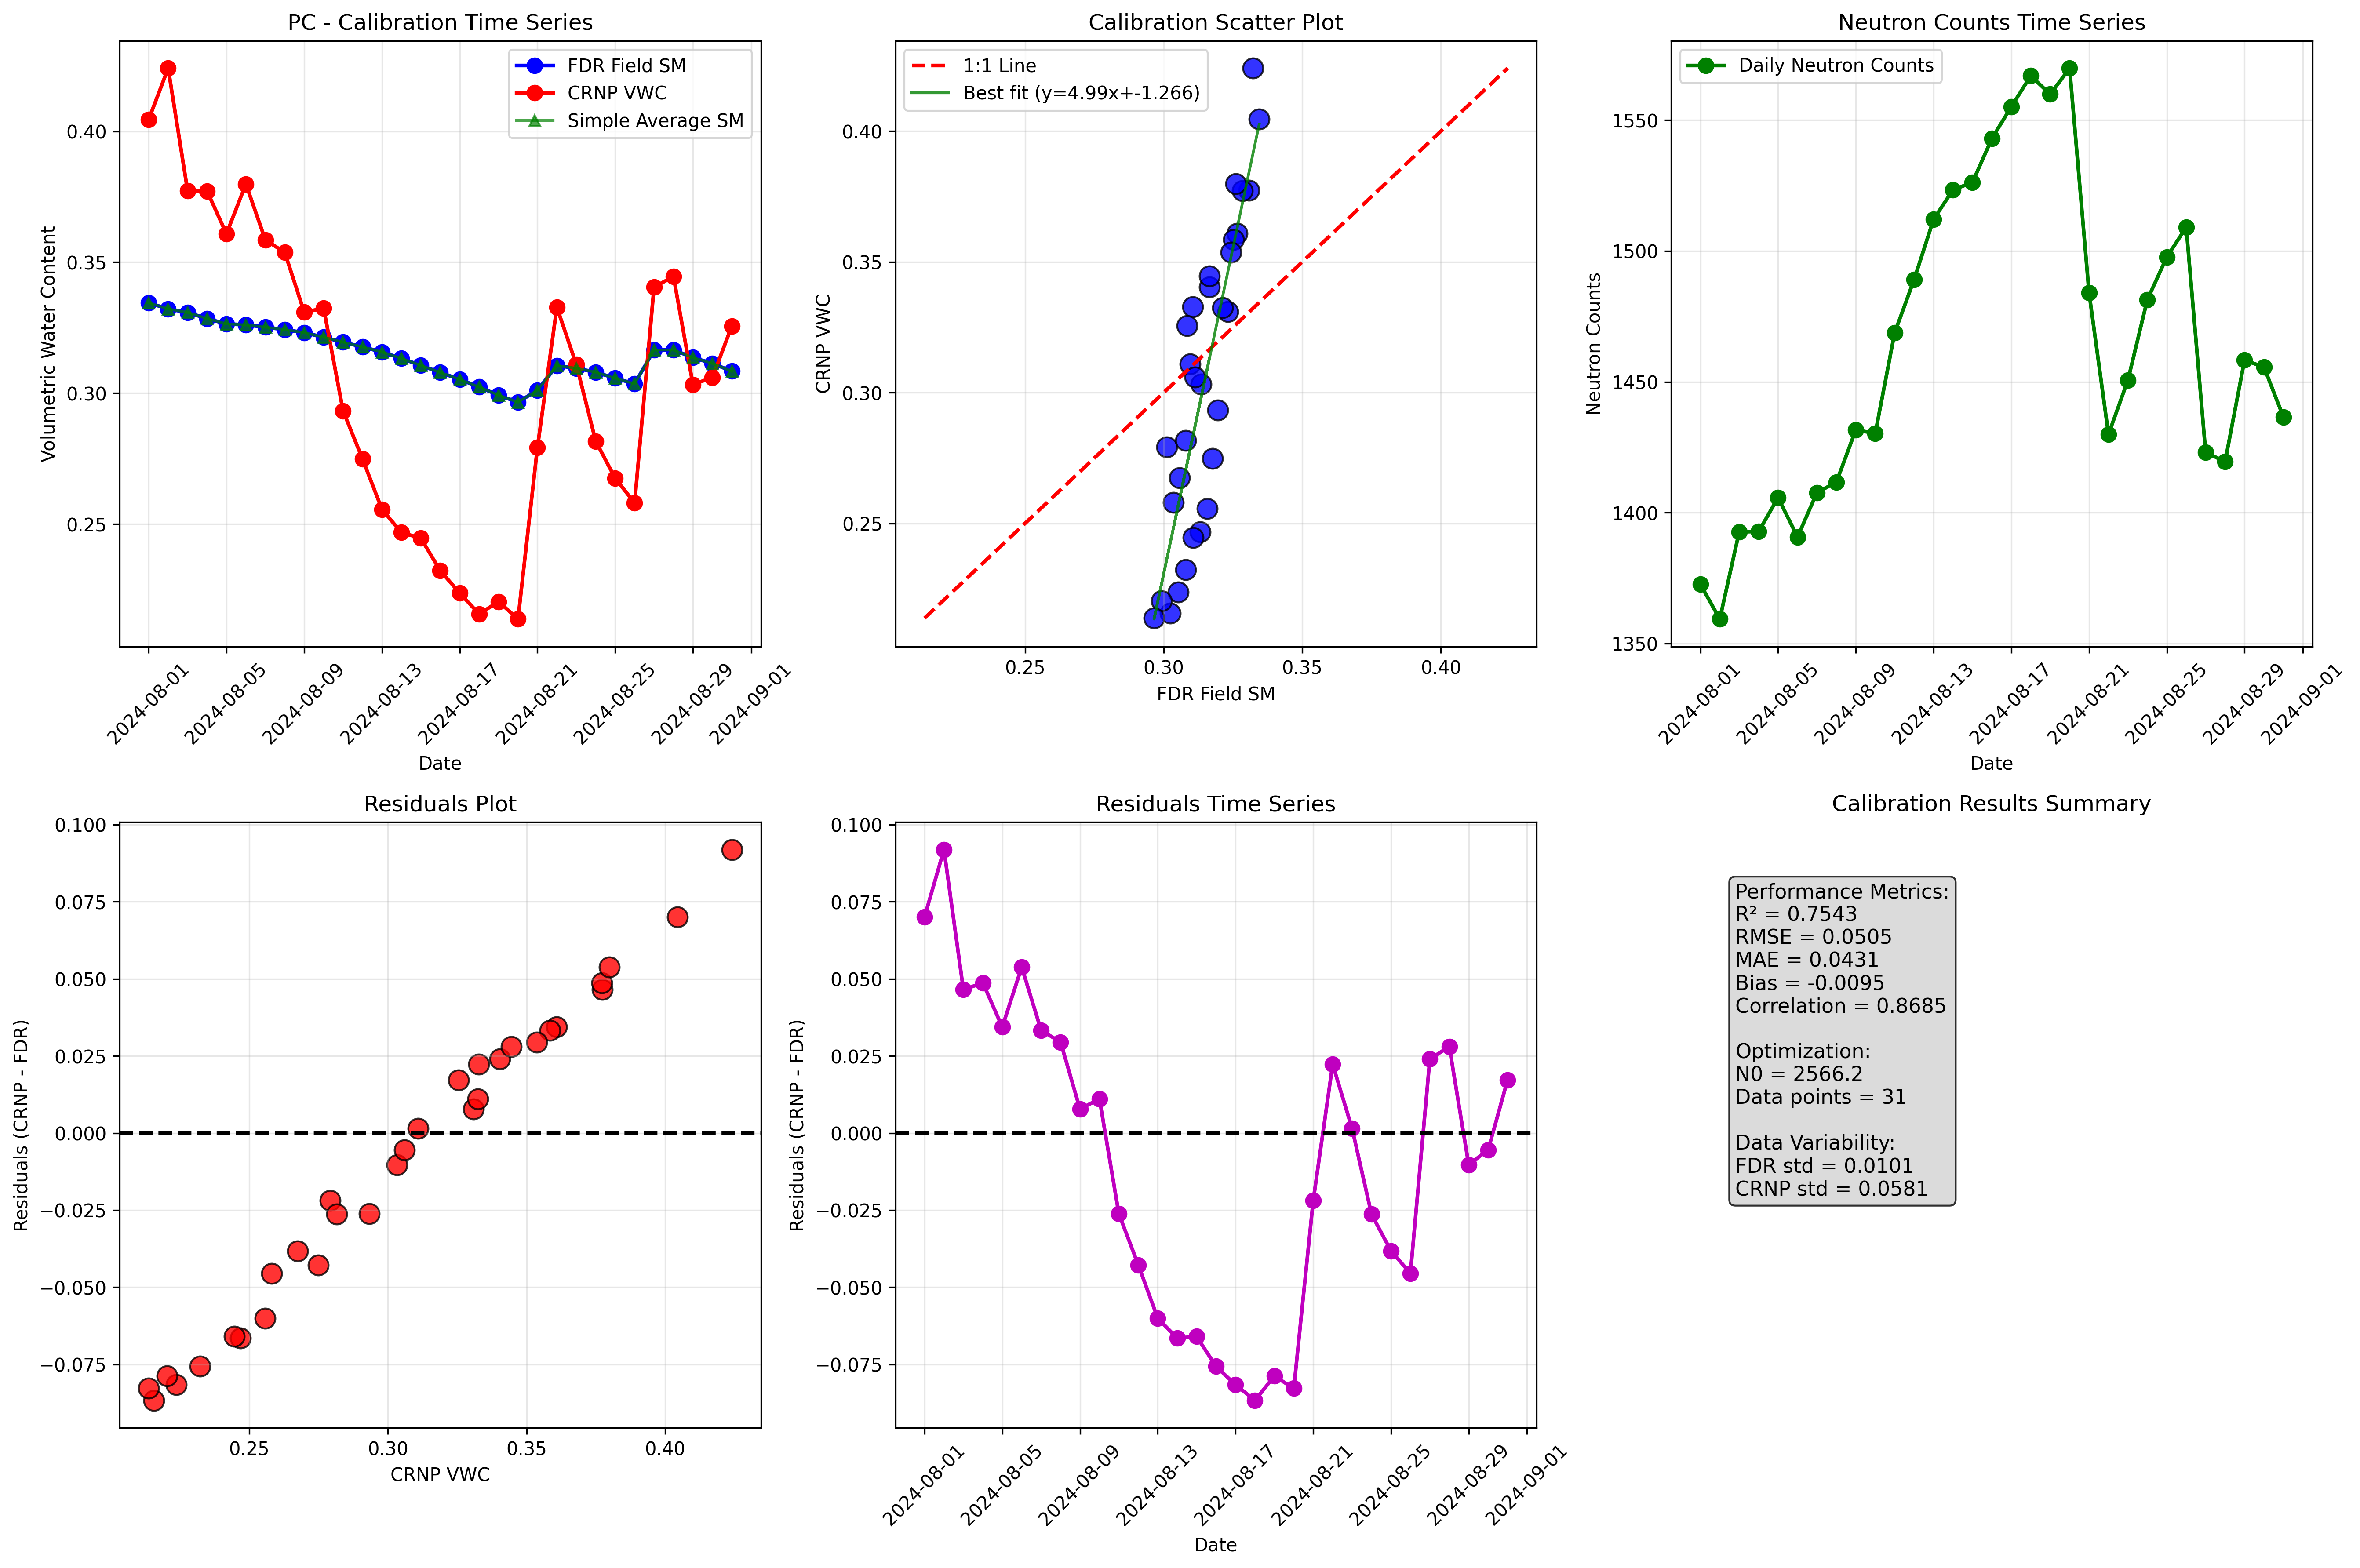 PC - Calibration Time Series
FDR Field SM
CRNP VWC
Simple Average SM
0.40
0.35
0.30
0.25
Volumetric Water Content
2024-08-01
2024-08-05
2024-08-09
2024-08-13
2024-08-17
2024-08-21
2024-08-25
2024-08-29
2024-09-01
Date
Calibration Scatter Plot
1:1 Line
Best fit (y=4.99x+-1.266)
0.40
0.35
0.30
0.25
CRNP VWC
0.25
0.30
0.35
0.40
FDR Field SM
Neutron Counts Time Series
Daily Neutron Counts
1550
1500
1450
1400
1350
Neutron Counts
2024-08-01
2024-08-05
2024-08-09
2024-08-13
2024-08-17
2024-08-21
2024-08-25
2024-08-29
2024-09-01
Date
Residuals Plot
0.100
0.075
0.050
0.025
0.000
−0.025
−0.050
−0.075
Residuals (CRNP - FDR)
0.25
0.30
0.35
0.40
CRNP VWC
Residuals Time Series
0.100
0.075
0.050
0.025
0.000
−0.025
−0.050
−0.075
Residuals (CRNP - FDR)
2024-08-01
2024-08-05
2024-08-09
2024-08-13
2024-08-17
2024-08-21
2024-08-25
2024-08-29
2024-09-01
Date
Calibration Results Summary
Performance Metrics:
R² = 0.7543
RMSE = 0.0505
MAE = 0.0431
Bias = -0.0095
Correlation = 0.8685
Optimization:
N0 = 2566.2
Data points = 31
Data Variability:
FDR std = 0.0101
CRNP std = 0.0581